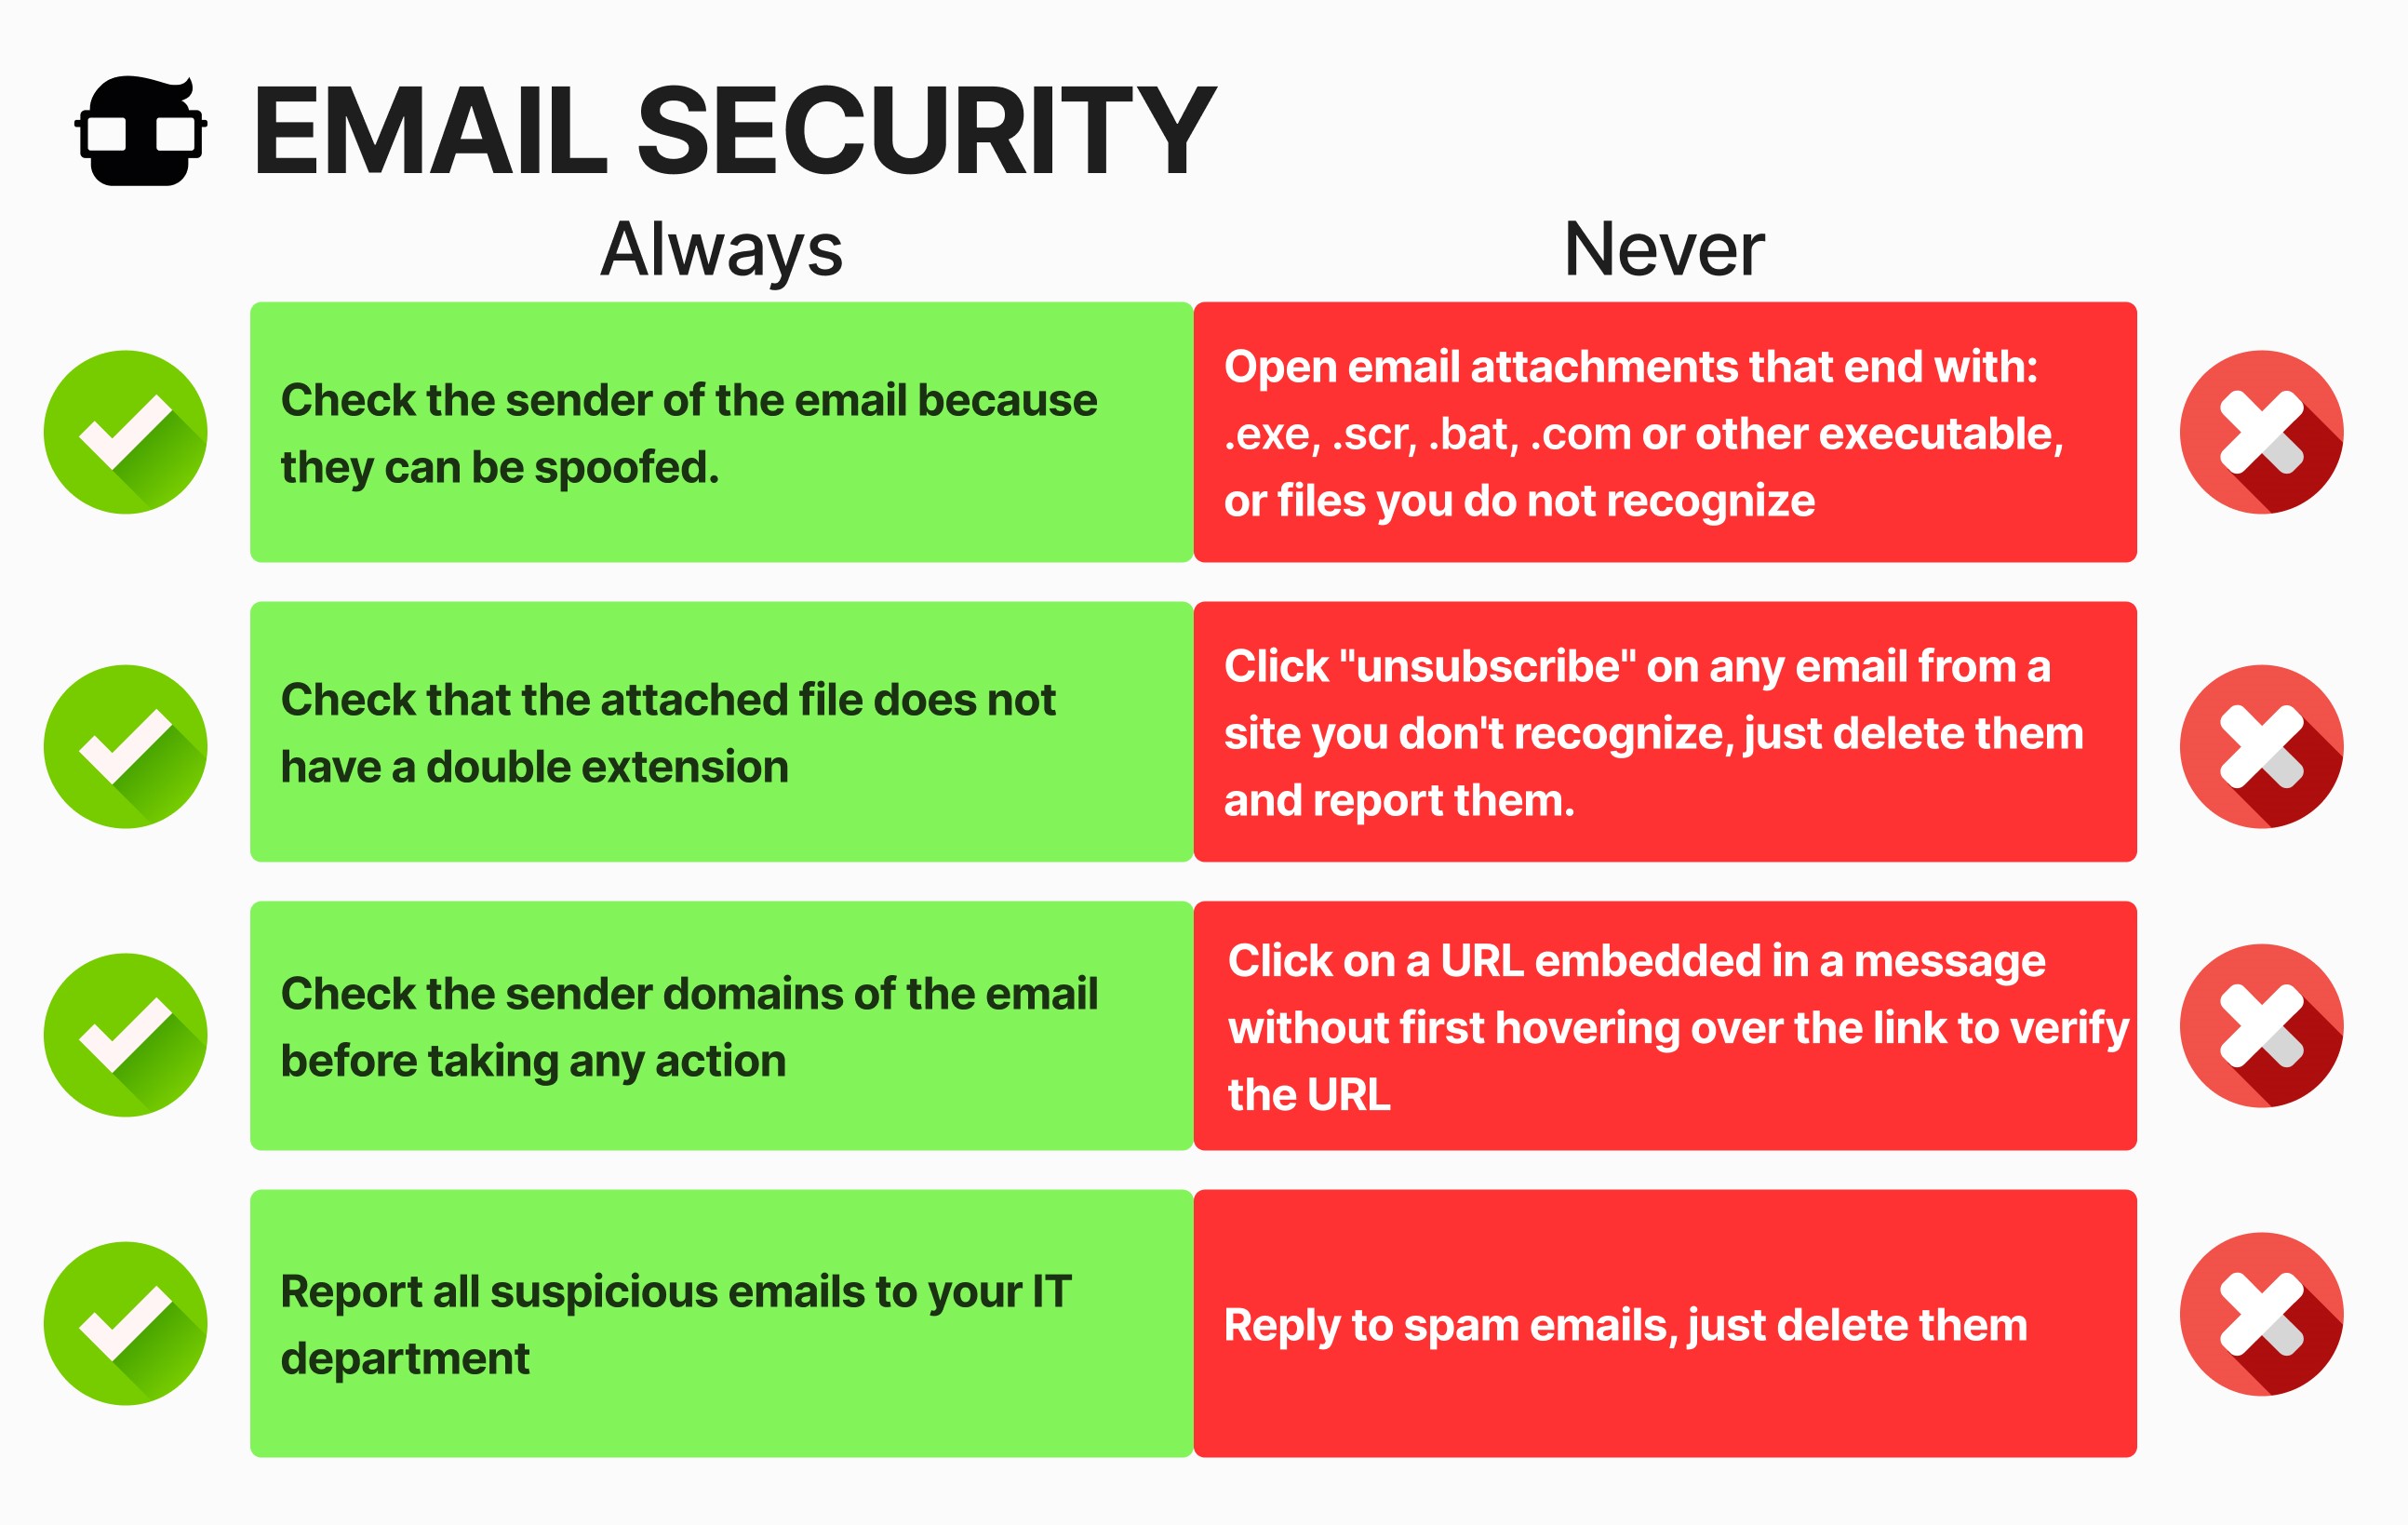 EMAIL SECURITY
Always
Never
Check the sender of the email because
they can be spoofed.
Open email attachments that end with:
.exe, .scr, .bat, .com or other executable,
or files you do not recognize
Check that the attached file does not
have a double extension
Click "unsubscribe" on any email from a
site you don't recognize, just delete them
and report them.
Check the sender domains of the email
before taking any action
Click on a URL embedded in a message
without first hovering over the link to verify
the URL
Report all suspicious emails to your IT
department
Reply to spam emails, just delete them